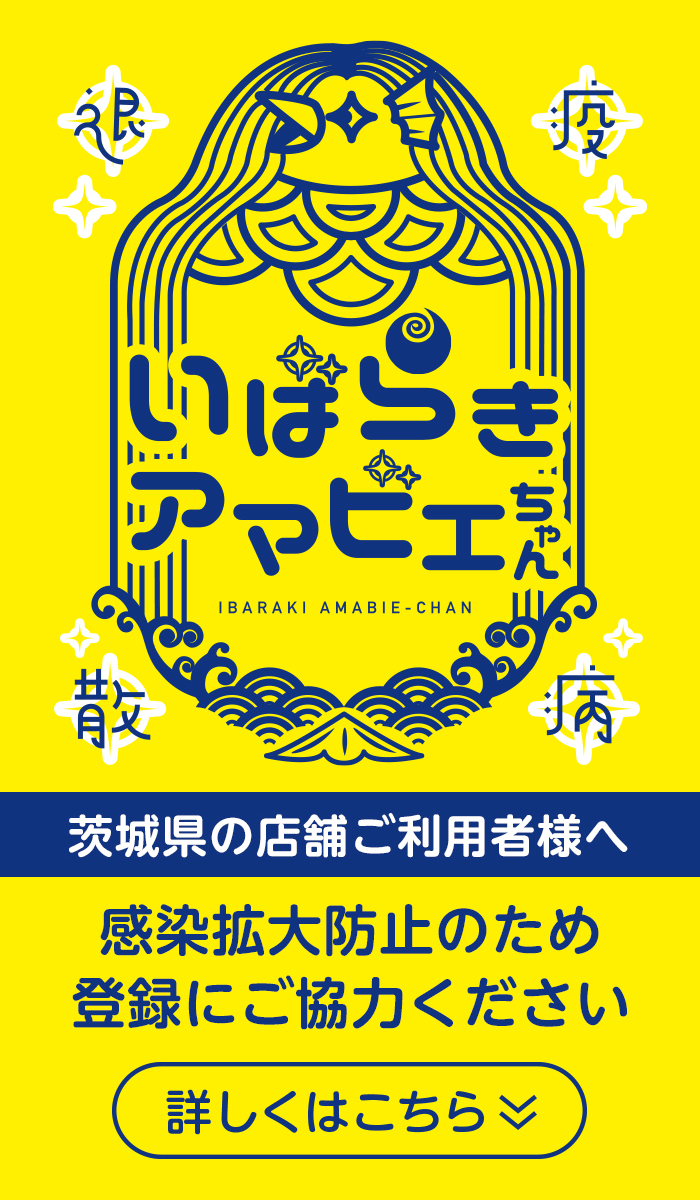 退 疫
いばらき
アマビエちゃん
IBARAKI AMABIE-CHAN
散 病
茨城県の店舗ご利用者様へ
感染拡大防止のため
登録にご協力ください
詳しくはこちら